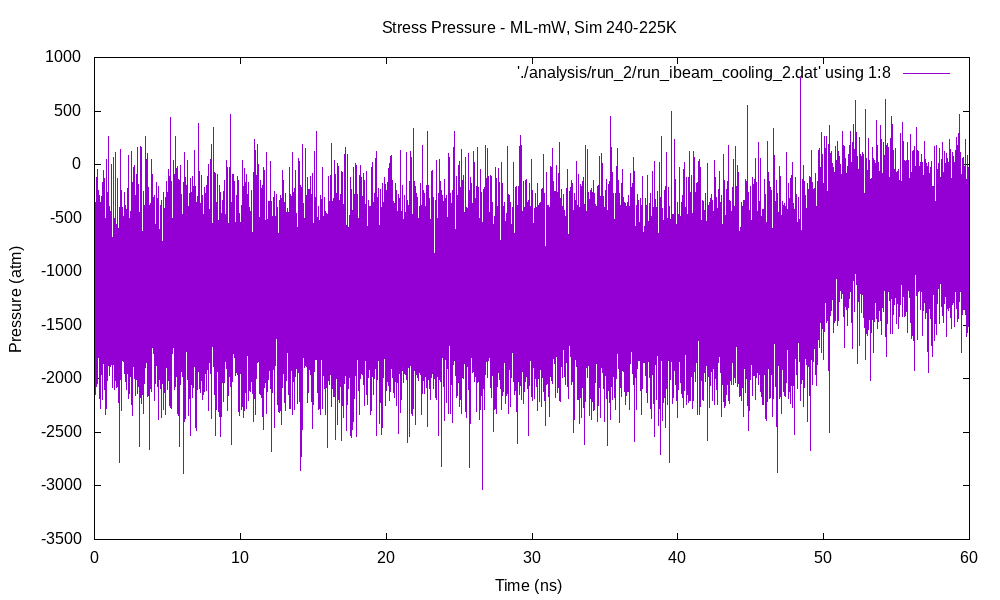 Stress Pressure - ML-mW, Sim 240-225K
'./analysis/run_2/run_ibeam_cooling_2.dat' using 1:8
1000
500
0
-500
-1000
-1500
-2000
-2500
-3000
-3500
Pressure (atm)
0 10 20 30 40 50 60
Time (ns)